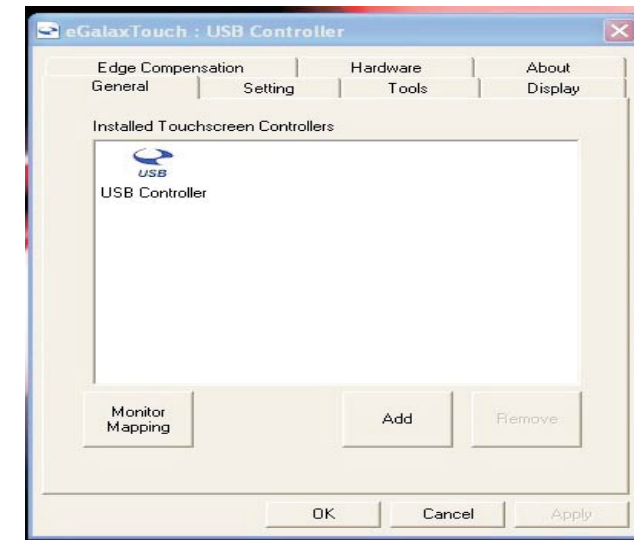 eGalaxTouch : USB Controller
Edge Compensation Hardware About
General Setting Tools Display
Installed Touchscreen Controllers
USB
USB Controller
Monitor
Mapping
Add
Remove
OK Cancel Apply